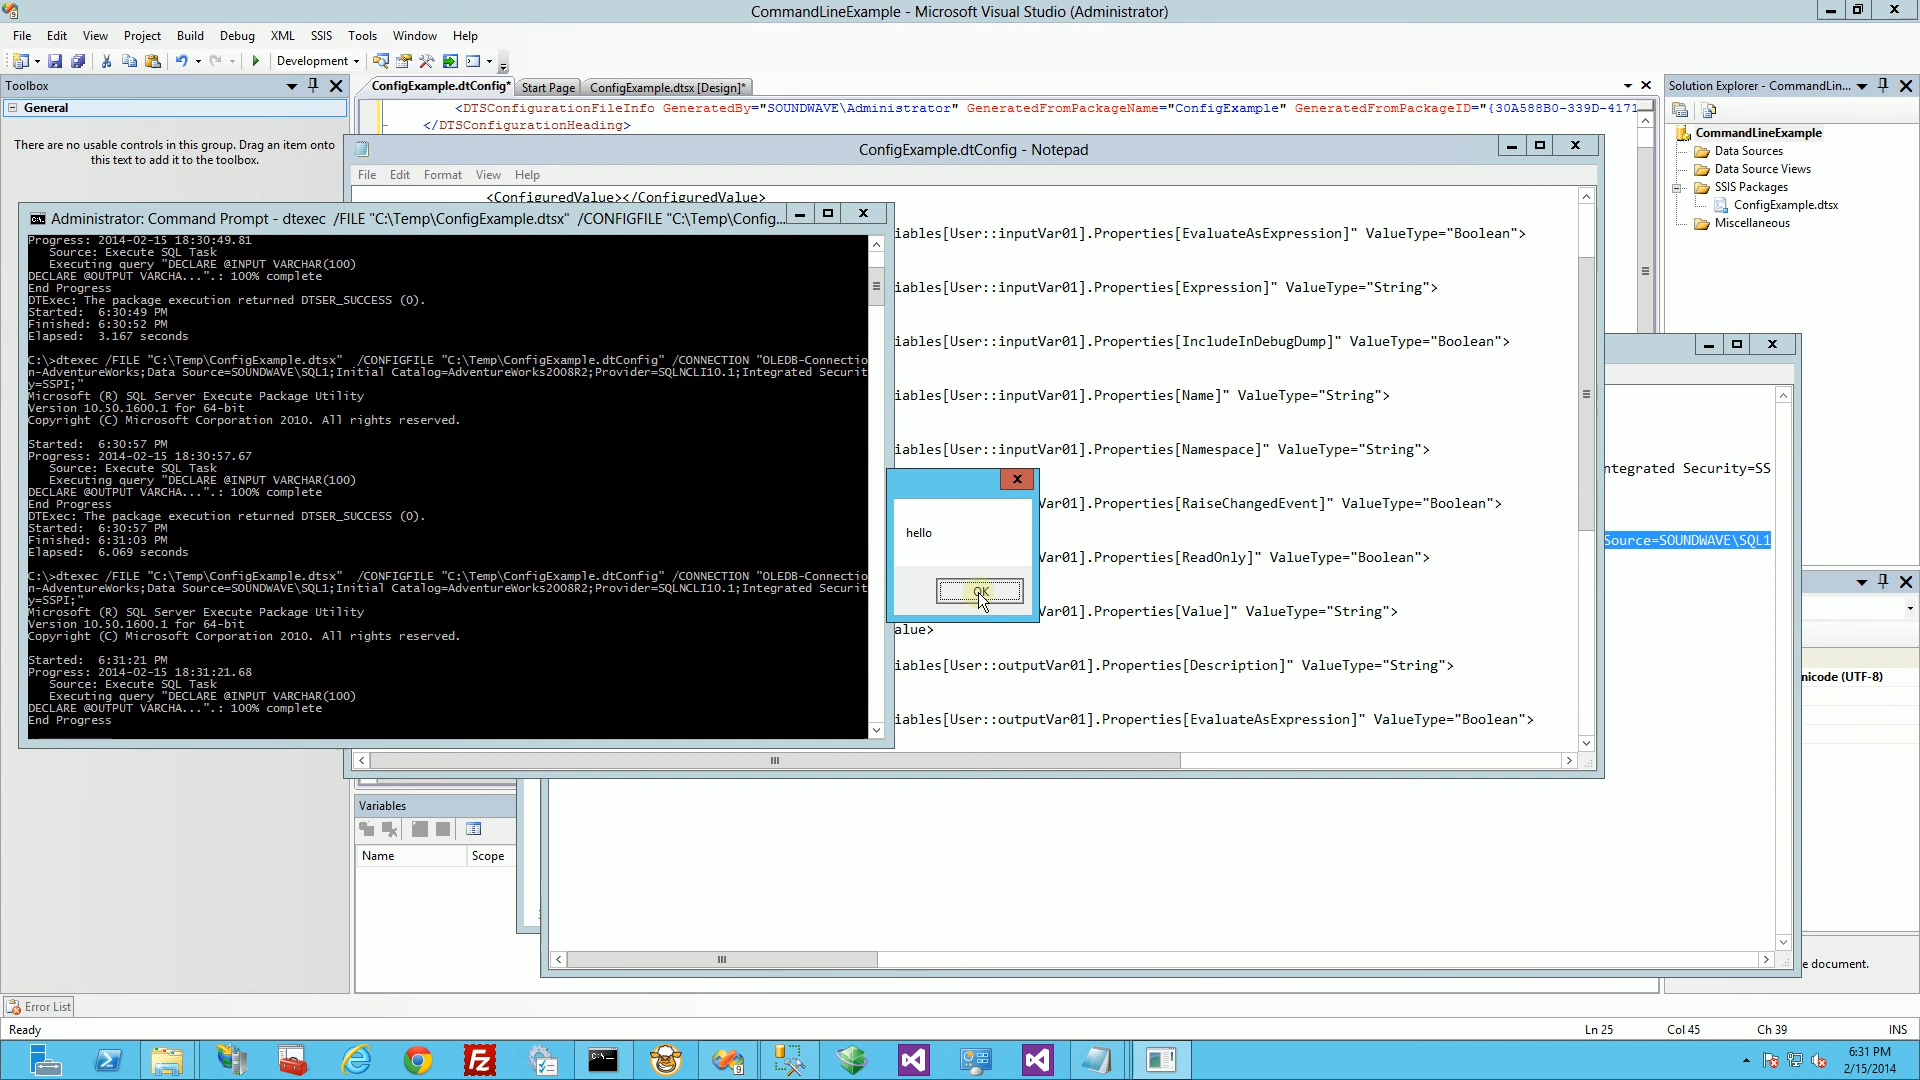 CommandLineExample - Microsoft Visual Studio (Administrator)
File Edit View Project Build Debug XML SSIS Tools Window Help
Development
Toolbox
General
There are no usable controls in this group. Drag an item onto
this text to add it to the toolbox.
ConfigExample.dtConfig* Start Page ConfigExample.dtsx [Design]*
<DTSConfigurationFileInfo GeneratedBy="SOUNDWAVE\Administrator" GeneratedFromPackageName="ConfigExample" GeneratedFromPackageID="{30A588B0-339D-4171
</DTSConfigurationHeading>
Solution Explorer - CommandLin...
CommandLineExample
Data Sources
Data Source Views
SSIS Packages
ConfigExample.dtsx
Miscellaneous
ConfigExample.dtConfig - Notepad
File Edit Format View Help
<ConfiguredValue></ConfiguredValue>
iables[User::inputVar01].Properties[EvaluateAsExpression]" ValueType="Boolean">
iables[User::inputVar01].Properties[Expression]" ValueType="String">
iables[User::inputVar01].Properties[IncludeInDebugDump]" ValueType="Boolean">
iables[User::inputVar01].Properties[Name]" ValueType="String">
iables[User::inputVar01].Properties[Namespace]" ValueType="String">
Var01].Properties[RaiseChangedEvent]" ValueType="Boolean">
Var01].Properties[ReadOnly]" ValueType="Boolean">
Var01].Properties[Value]" ValueType="String">
alue>
iables[User::outputVar01].Properties[Description]" ValueType="String">
iables[User::outputVar01].Properties[EvaluateAsExpression]" ValueType="Boolean">
Administrator: Command Prompt - dtexec /FILE "C:\Temp\ConfigExample.dtsx" /CONFIGFILE "C:\Temp\Config...
Progress: 2014-02-15 18:30:49.81
Source: Execute SQL Task
Executing query "DECLARE @INPUT VARCHAR(100)
DECLARE @OUTPUT VARCHA...".: 100% complete
End Progress
DTExec: The package execution returned DTSER_SUCCESS (0).
Started: 6:30:49 PM
Finished: 6:30:52 PM
Elapsed: 3.167 seconds
C:\>dtexec /FILE "C:\Temp\ConfigExample.dtsx" /CONFIGFILE "C:\Temp\ConfigExample.dtConfig" /CONNECTION "OLEDB-Connectio
n-AdventureWorks;Data Source=SOUNDWAVE\SQL1;Initial Catalog=AdventureWorks2008R2;Provider=SQLNCLI10.1;Integrated Securit
y=SSPI;"
Microsoft (R) SQL Server Execute Package Utility
Version 10.50.1600.1 for 64-bit
Copyright (C) Microsoft Corporation 2010. All rights reserved.
Started: 6:30:57 PM
Progress: 2014-02-15 18:30:57.67
Source: Execute SQL Task
Executing query "DECLARE @INPUT VARCHAR(100)
DECLARE @OUTPUT VARCHA...".: 100% complete
End Progress
DTExec: The package execution returned DTSER_SUCCESS (0).
Started: 6:30:57 PM
Finished: 6:31:03 PM
Elapsed: 6.069 seconds
C:\>dtexec /FILE "C:\Temp\ConfigExample.dtsx" /CONFIGFILE "C:\Temp\ConfigExample.dtConfig" /CONNECTION "OLEDB-Connectio
n-AdventureWorks;Data Source=SOUNDWAVE\SQL1;Initial Catalog=AdventureWorks2008R2;Provider=SQLNCLI10.1;Integrated Securit
y=SSPI;"
Microsoft (R) SQL Server Execute Package Utility
Version 10.50.1600.1 for 64-bit
Copyright (C) Microsoft Corporation 2010. All rights reserved.
Started: 6:31:21 PM
Progress: 2014-02-15 18:31:21.68
Source: Execute SQL Task
Executing query "DECLARE @INPUT VARCHAR(100)
DECLARE @OUTPUT VARCHA...".: 100% complete
End Progress
hello
OK
ntegrated Security=SS
Source=SOUNDWAVE\SQL1
nicode (UTF-8)
e document.
Variables
Name Scope
Error List
Ready Ln 25 Col 45 Ch 39 INS
6:31 PM
2/15/2014